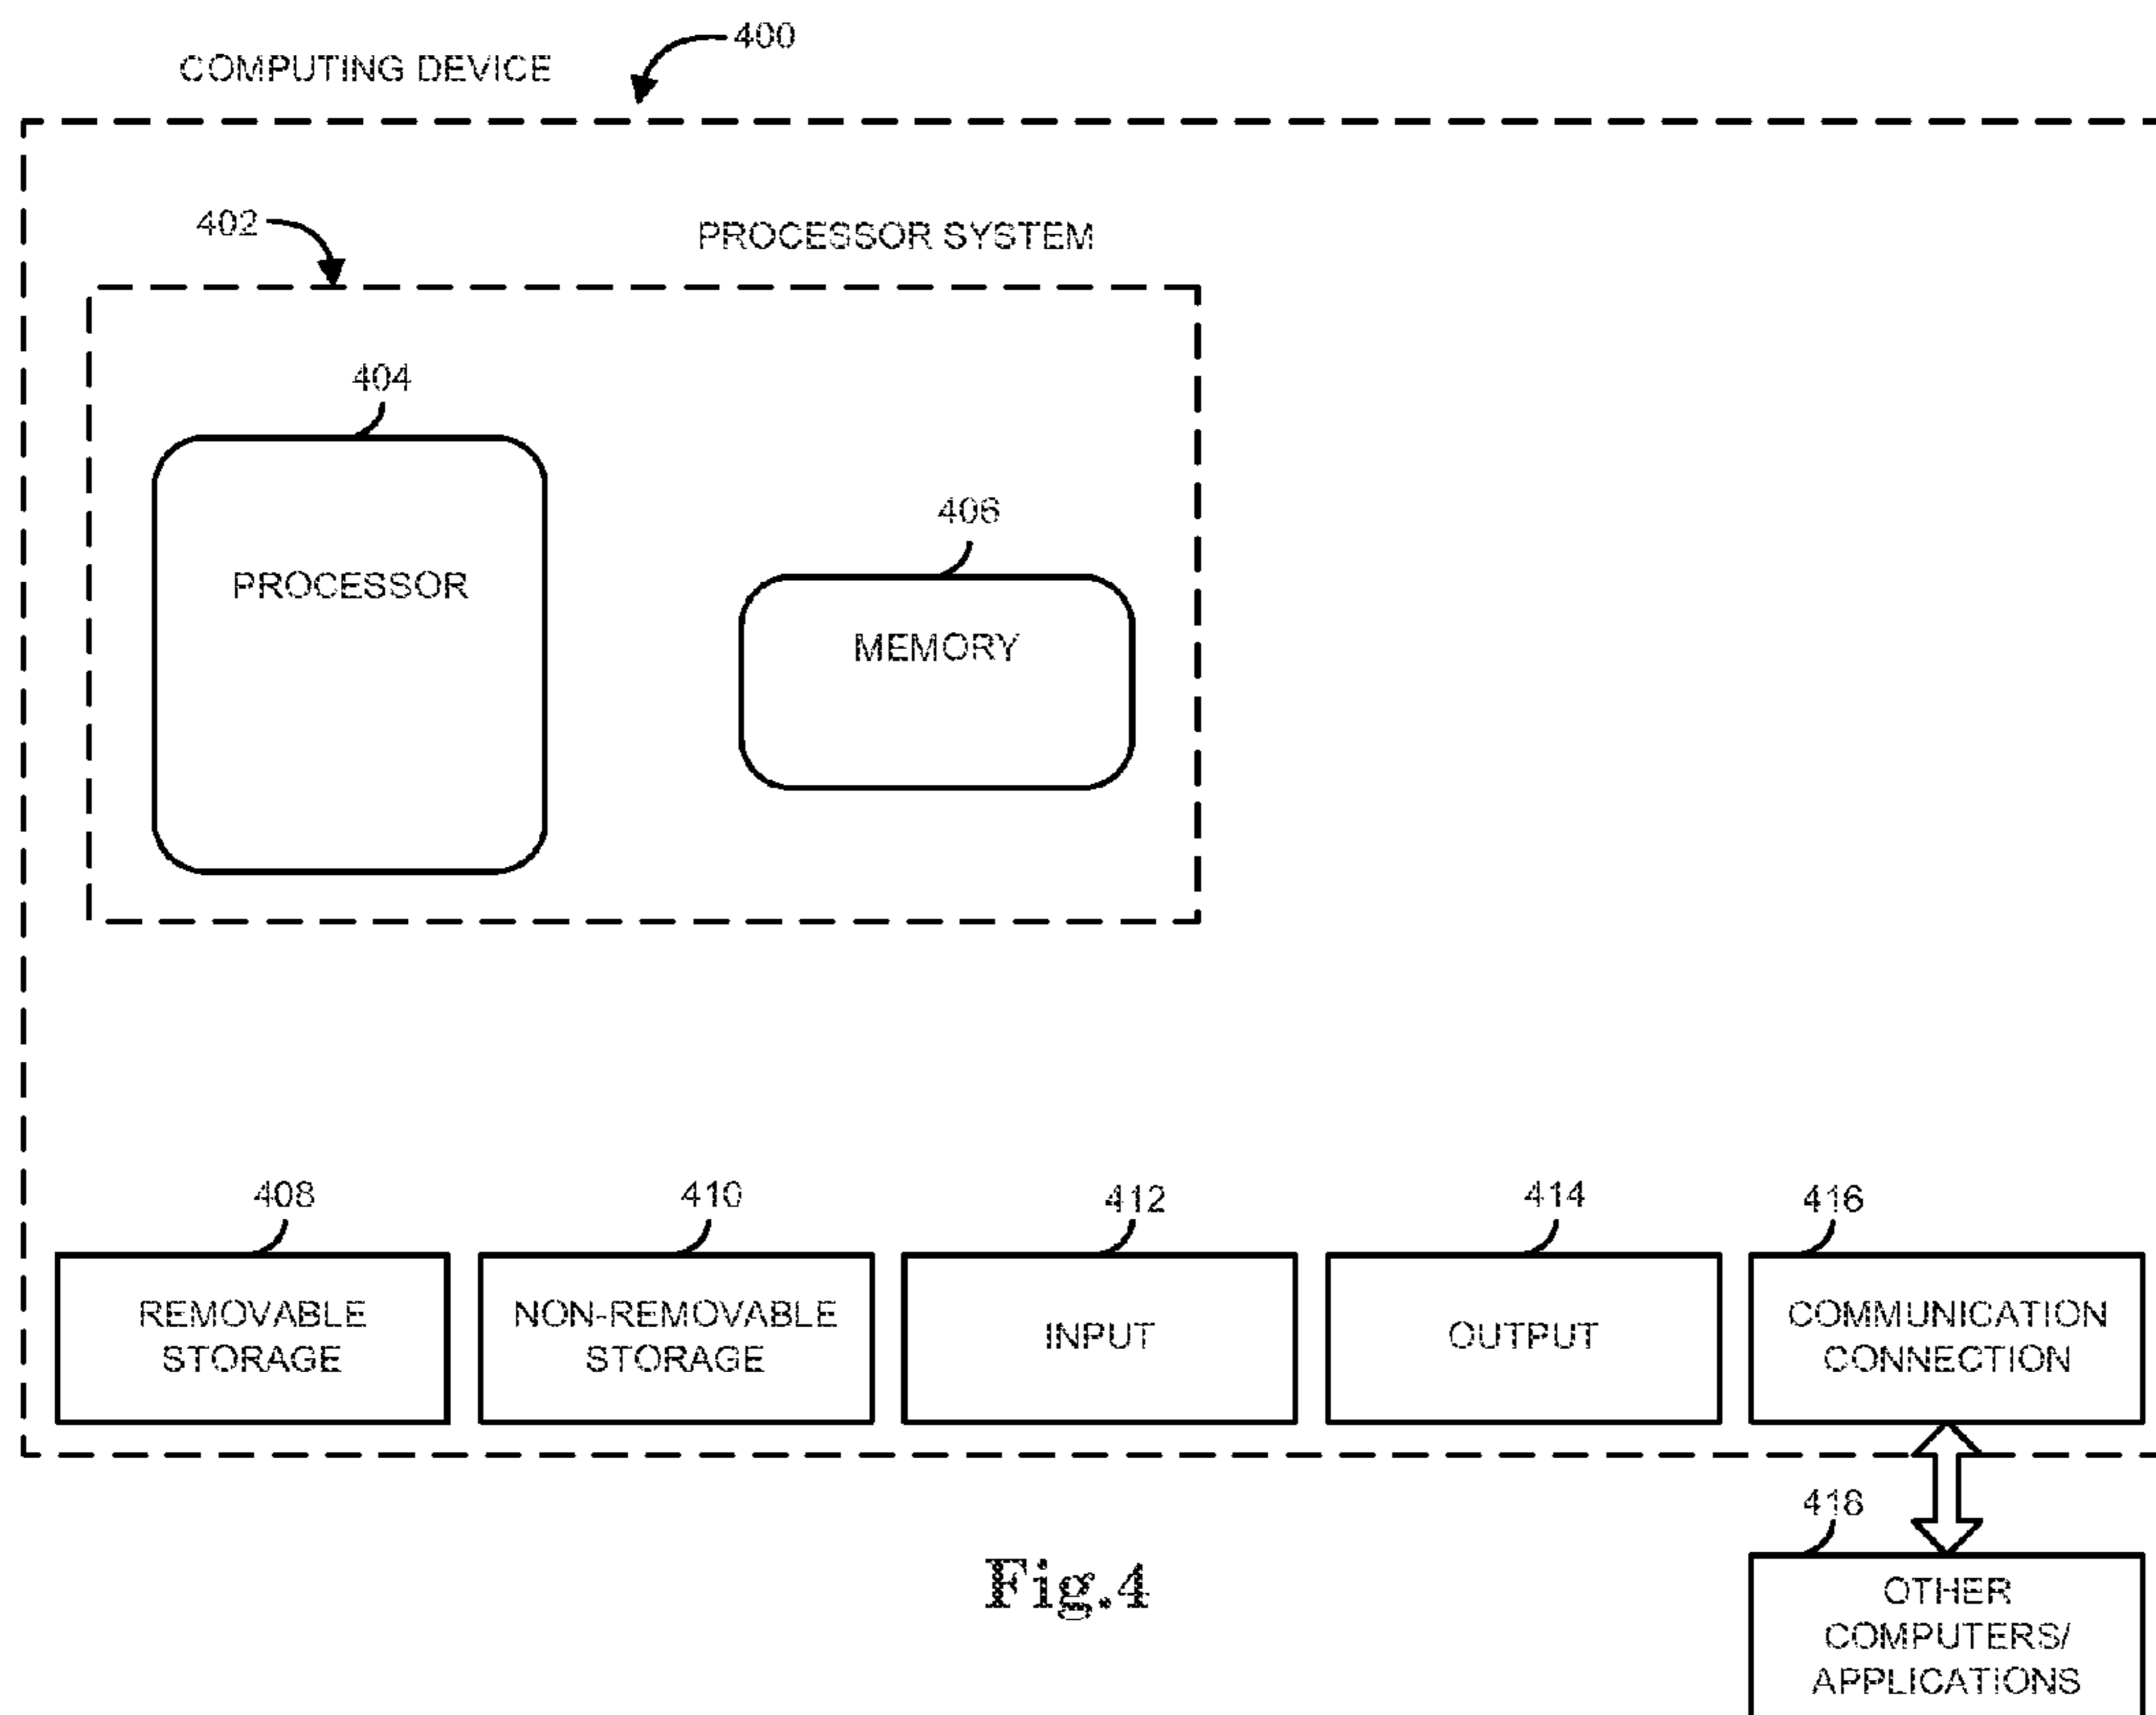 400
COMPUTING DEVICE
402
PROCESSOR SYSTEM
404
PROCESSOR
406
MEMORY
408
410
412
414
416
REMOVABLE
STORAGE
NON-REMOVABLE
STORAGE
INPUT
OUTPUT
COMMUNICATION
CONNECTION
418
OTHER
COMPUTERS/
APPLICATIONS
Fig.4